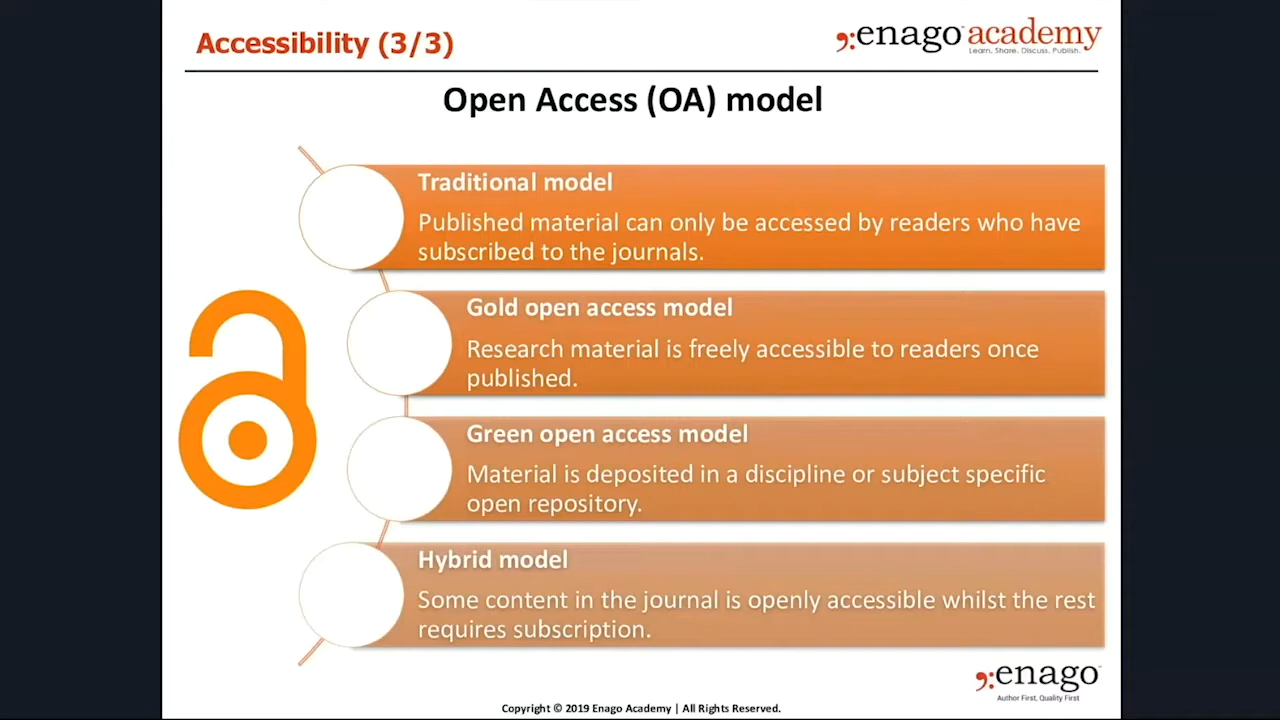 Accessibility (3/3)
enago academy
Learn. Share. Discuss. Publish.
Open Access (OA) model
Traditional model
Published material can only be accessed by readers who have
subscribed to the journals.
Gold open access model
Research material is freely accessible to readers once
published.
Green open access model
Material is deposited in a discipline or subject specific
open repository.
Hybrid model
Some content in the journal is openly accessible whilst the rest
requires subscription.
enago
Author First, Quality First
Copyright © 2019 Enago Academy | All Rights Reserved.